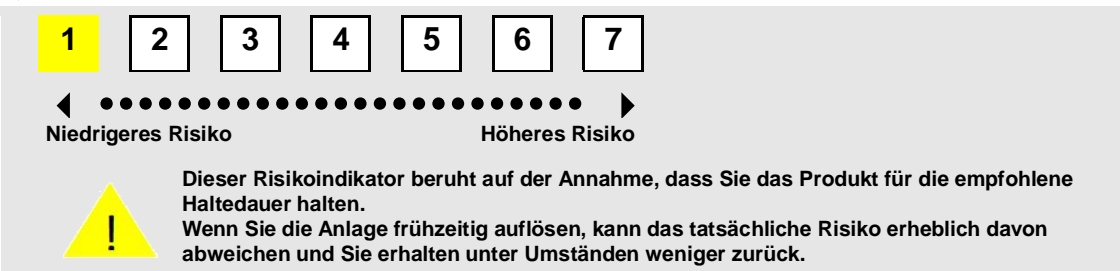 1 2 3 4 5 6 7
Niedrigeres Risiko Höheres Risiko
Dieser Risikoindikator beruht auf der Annahme, dass Sie das Produkt für die empfohlene
Haltedauer halten.
! Wenn Sie die Anlage frühzeitig auflösen, kann das tatsächliche Risiko erheblich davon
abweichen und Sie erhalten unter Umständen weniger zurück.